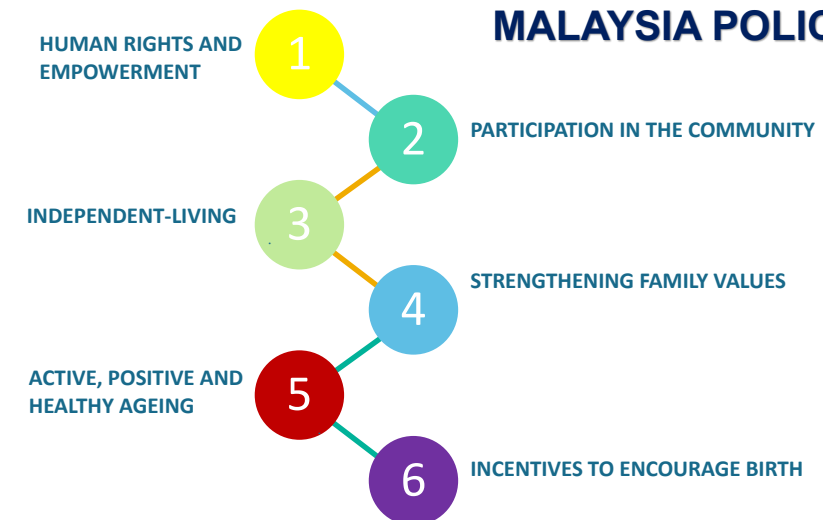 MALAYSIA POLIC
HUMAN RIGHTS AND
EMPOWERMENT
1
2
PARTICIPATION IN THE COMMUNITY
INDEPENDENT-LIVING
3
STRENGTHENING FAMILY VALUES
4
ACTIVE, POSITIVE AND
HEALTHY AGEING
5
6
INCENTIVES TO ENCOURAGE BIRTH